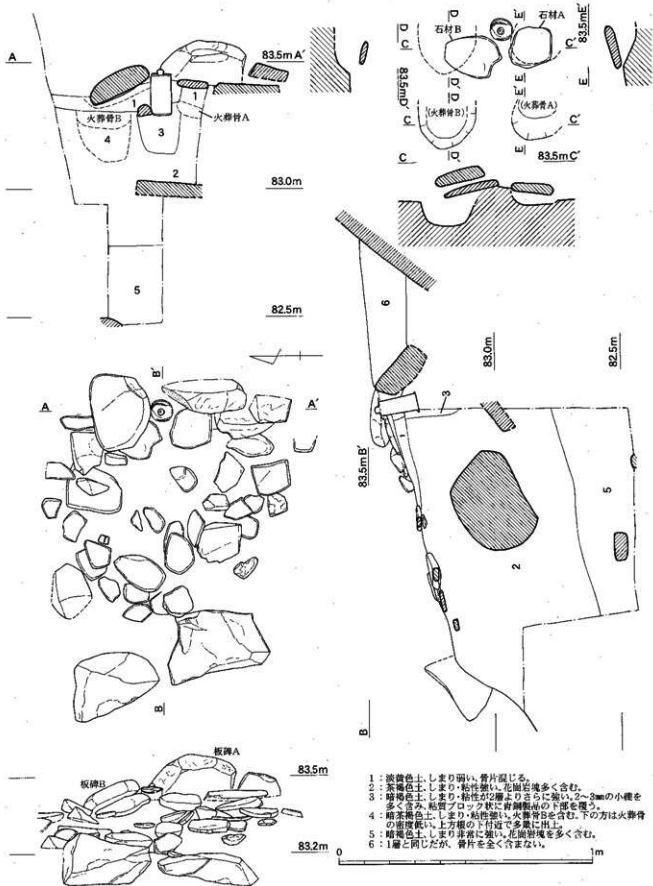 A
83.5m A′
1
1
火葬骨B
火葬骨A
4
3
2
83.0m
5
82.5m
石材B
石材A
D
D
E′
83.5mE′
C
C
C′
E
E
83.5mD′
D′
D′
E
(火葬骨B)
(火葬骨A)
C
C′
D′
E
C
83.5mC′
6
83.0m
82.5m
3
83.5m B′
2
5
B
B′
A
A′
B
板碑A
板碑B
83.5m
83.2m
1：淡黄色土、しまり弱い、骨片混じる。
2：茶褐色土、しまり・粘性強い。花崗岩塊多く含む。
3：暗褐色土、しまり・粘性が2層よりさらに強い。2〜3mmの小礫を
多く含み、粘質ブロック状に青銅製品の下部を覆う。
4：暗茶褐色土、しまり・粘性強い。火葬骨Bを含む。下の方は火葬骨
の密度低い。上方の下付近で多量に出土。
5：暗褐色土、しまり非常に強い。花崗岩塊を多く含む。
6：1層と同じだが、骨片を全く含まない。
0
1m